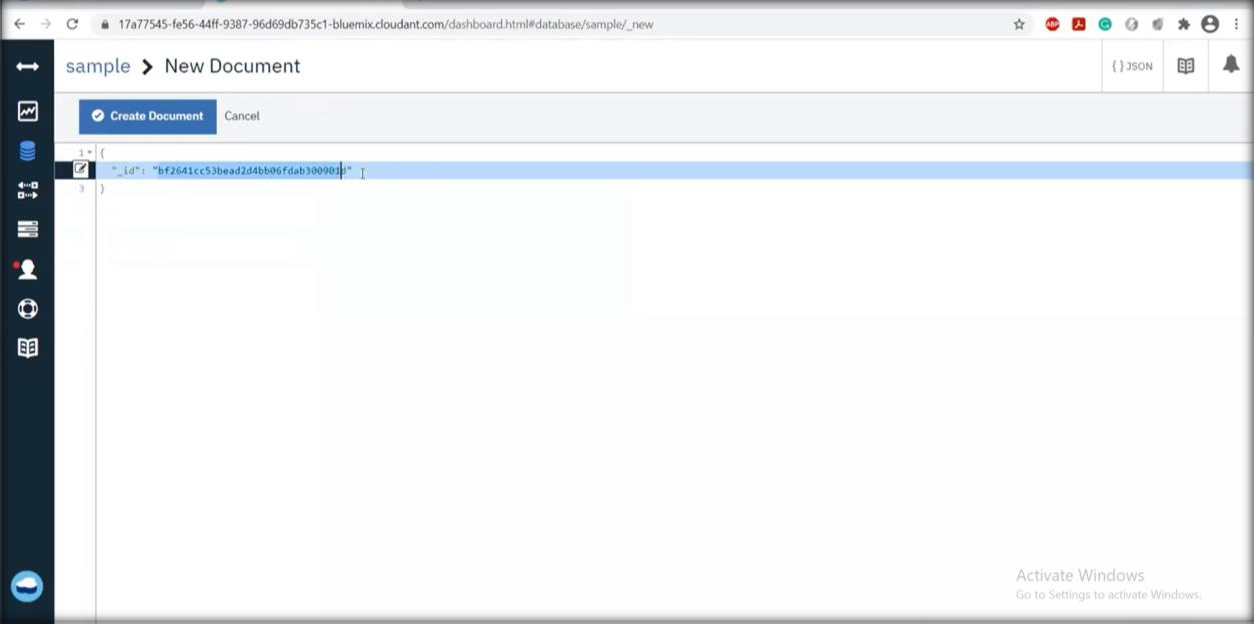 17a77545-fe56-44ff-9387-96d69db735c1-bluemix.cloudant.com/dashboard.html#database/sample/_new
ABP
sample > New Document
{ } JSON
Create Document
Cancel
1 {
"_id": "bf2641cc53bead2d4bb06fdab300901d"
3 }
Activate Windows
Go to Settings to activate Windows.